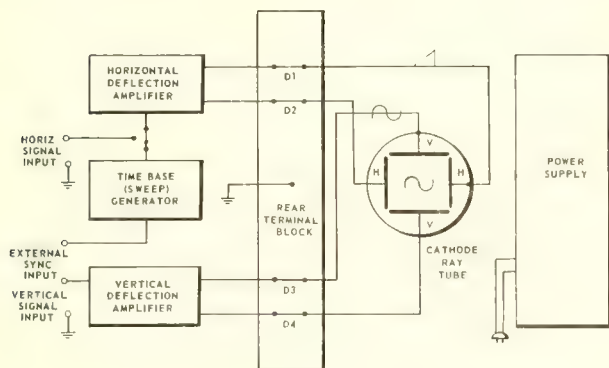 HORIZONTAL
DEFLECTION
AMPLIFIER
HORIZ
SIGNAL
INPUT
TIME BASE
(SWEEP)
GENERATOR
EXTERNAL
SYNC
INPUT
VERTICAL
SIGNAL
INPUT
VERTICAL
DEFLECTION
AMPLIFIER
D1
D2
REAR
TERMINAL
BLOCK
D3
D4
V
H
H
V
CATHODE
RAY
TUBE
POWER
SUPPLY